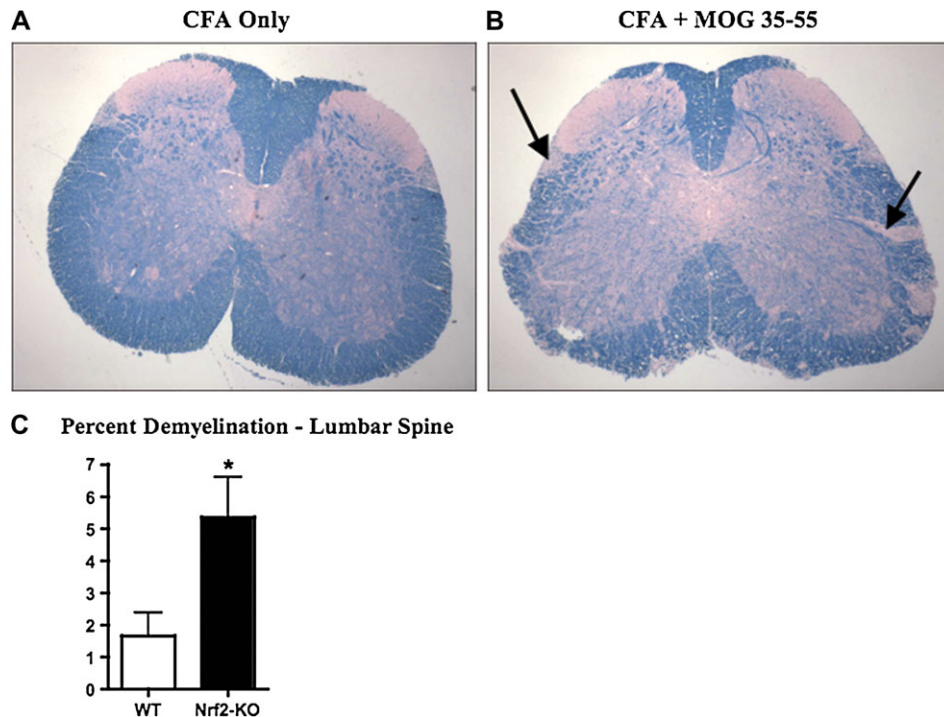 A CFA Only
B CFA + MOG 35-55
C Percent Demyelination - Lumbar Spine
7
6
5
4
3
2
1
0
*
WT Nrf2-KO